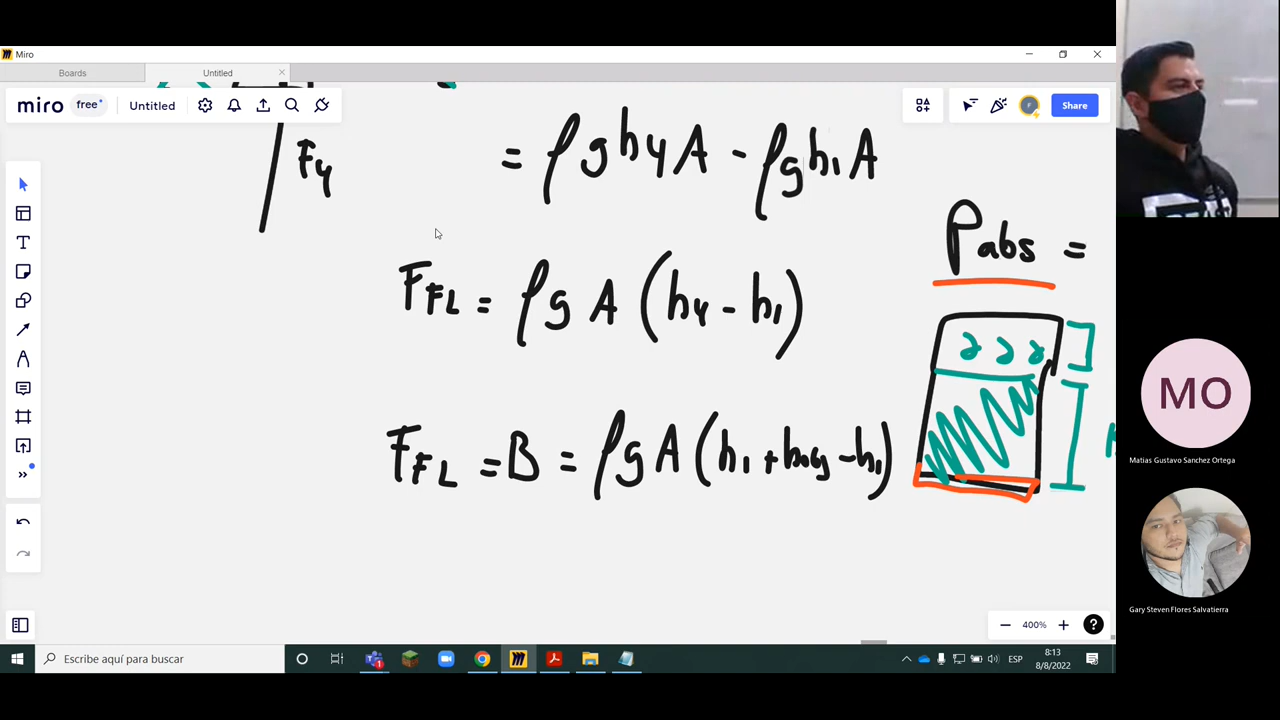 Miro
Boards
Untitled
miro free Untitled
Share
F4
= ρgh4A - ρgh1A
Pabs =
FFL = ρgA (h4 - h1)
FFL = B = ρgA (h1 + hog - h1)
MO
Matias Gustavo Sanchez Ortega
Gary Steven Flores Salvatierra
400%
Escribe aquí para buscar
ESP
8:13
8/8/2022